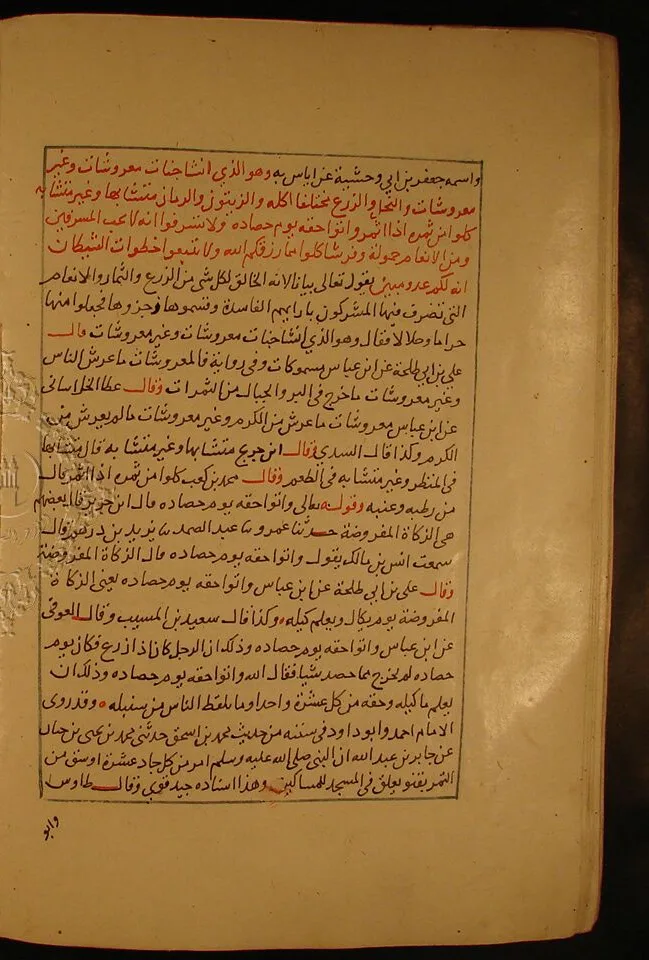 واسمه جعفر بن ابي وحشية عن اياس به وهو الذي انشا جنات معروشات وغير
معروشات والنخل والزرع مختلفا اكله والزيتون والرمان متشابها وغير متشابه
كلوا من ثمره اذا اثمر واتوا حقه يوم حصاده ولا تسرفوا انه لا يحب المسرفين
ومن الانعام حمولة وفرشا كلوا مما رزقكم الله ولا تتبعوا خطوات الشيطان
انه لكم عدو مبين يقول تعالى بيانا لانه الخالق لكل شي من الزرع والثمار والانعام
التي تصرف فيها المشركون بارايهم الفاسدة وقسموها وجزوها فجعلوا منها
حراما وحلالا فقال وهو الذي انشا جنات معروشات وغير معروشات قال
علي بن ابي طلحة عن ابن عباس مسموكات وفي رواية فالمعروشات ما عرش الناس
وغير معروشات ما خرج في البر والجبال من الثمرات وقال عطا الخراساني
عن ابن عباس معروشات ما عرش من الكرم وغير معروشات ما لم يعرش من
الكرم وكذا قال السدي وقال ابن جريج متشابها وغير متشابه قال متشابها
في المنظر وغير متشابه في الطعم وقال محمد بن كعب كلوا من ثمره اذا اثمر قال
من رطبه وعنبه وقوله تعالى واتوا حقه يوم حصاده قال ابن جرير قال بعضهم
هي الزكاة المفروضة حدثنا عمرو ثنا عبد الصمد ثنا يزيد بن درهم قال
سمعت انس بن مالك يقول واتوا حقه يوم حصاده قال الزكاة المفروضة
وقال علي بن ابي طلحة عن ابن عباس واتوا حقه يوم حصاده يعني الزكاة
المفروضة يوم يكال ويعلم كيله وكذا قال سعيد بن المسيب وقال العوفي
عن ابن عباس واتوا حقه يوم حصاده وذلك ان الرجل كان اذا زرع فكان يوم
حصاده لم يخرج مما حصد شيا فقال الله واتوا حقه يوم حصاده وذلك ان
يعلم ما كيله وحقه من كل عشرة واحدا وما يلقط الناس من سنبله وقد روى
الامام احمد وابو داود في سننه من حديث محمد بن اسحق حدثني محمد بن يحيى بن حبان
عن جابر بن عبد الله ان النبي صلى الله عليه وسلم امر من كل جاد عشرة اوسق من
التمر بقنو يعلق في المسجد للمساكين وهذا اسناده جيد قوي وقال طاوس
وابو